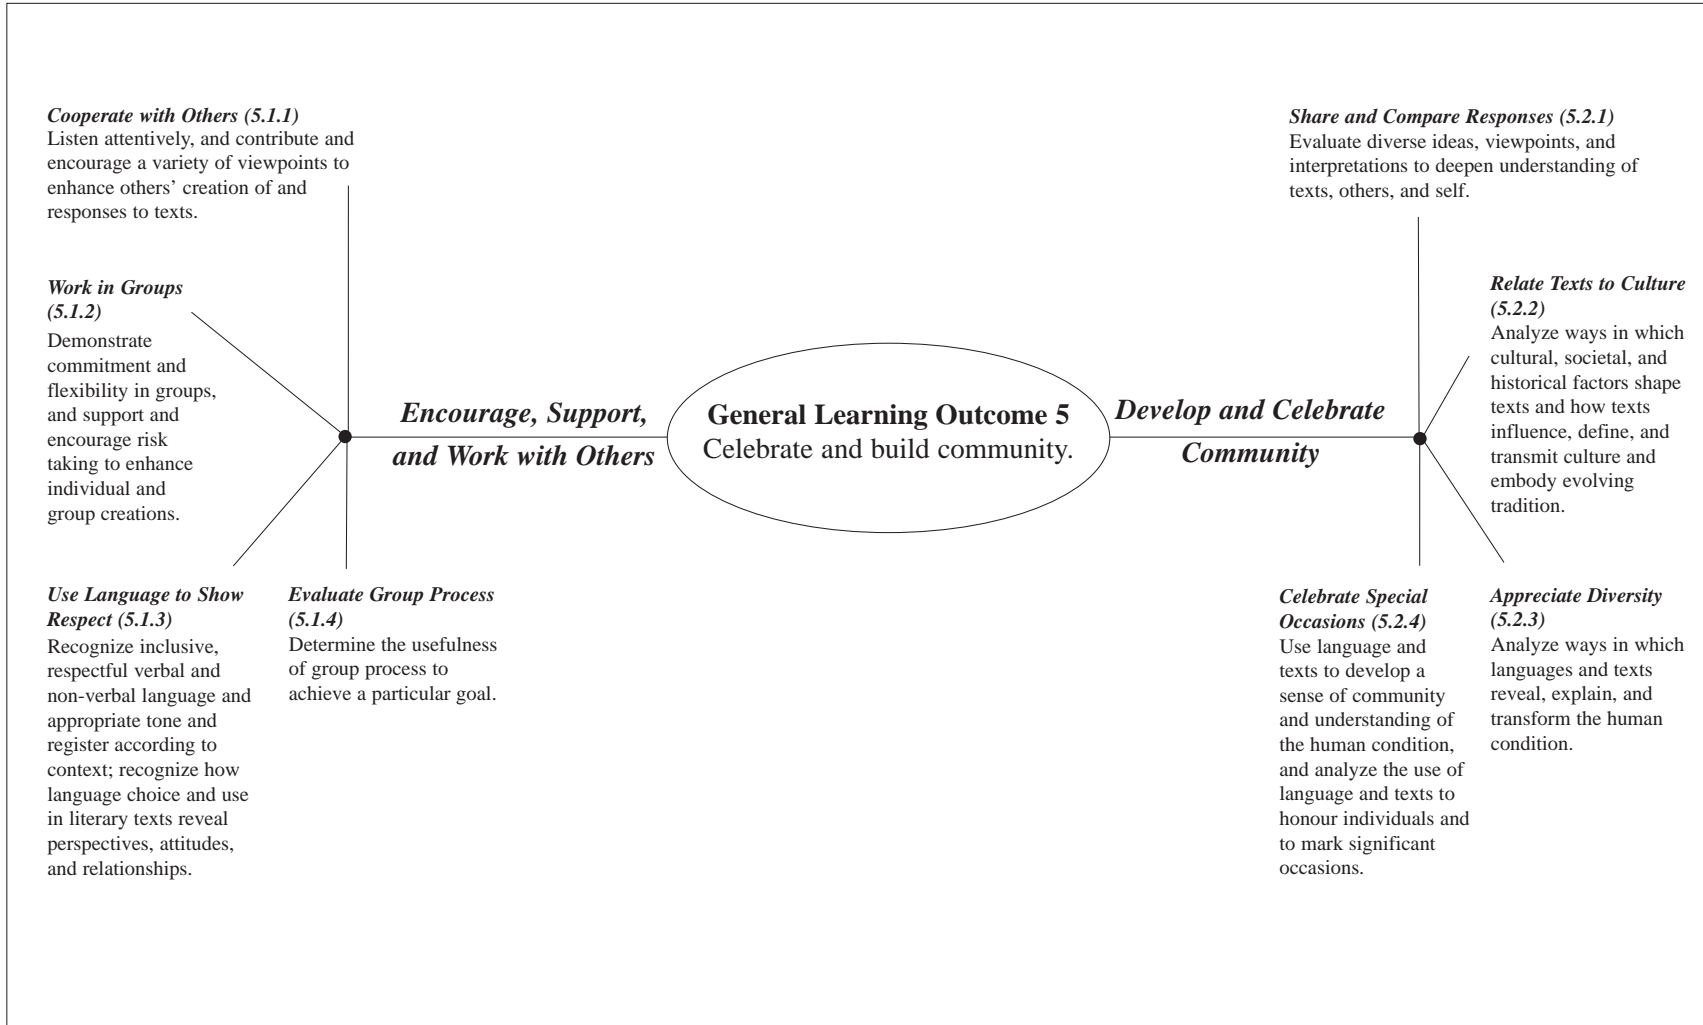 Cooperate with Others (5.1.1)
Listen attentively, and contribute and
encourage a variety of viewpoints to
enhance others’ creation of and
responses to texts.
Work in Groups
(5.1.2)
Demonstrate
commitment and
flexibility in groups,
and support and
encourage risk
taking to enhance
individual and
group creations.
Use Language to Show
Respect (5.1.3)
Recognize inclusive,
respectful verbal and
non-verbal language and
appropriate tone and
register according to
context; recognize how
language choice and use
in literary texts reveal
perspectives, attitudes,
and relationships.
Evaluate Group Process
(5.1.4)
Determine the usefulness
of group process to
achieve a particular goal.
Encourage, Support,
and Work with Others
General Learning Outcome 5
Celebrate and build community.
Develop and Celebrate
Community
Share and Compare Responses (5.2.1)
Evaluate diverse ideas, viewpoints, and
interpretations to deepen understanding of
texts, others, and self.
Relate Texts to Culture
(5.2.2)
Analyze ways in which
cultural, societal, and
historical factors shape
texts and how texts
influence, define, and
transmit culture and
embody evolving
tradition.
Celebrate Special
Occasions (5.2.4)
Use language and
texts to develop a
sense of community
and understanding of
the human condition,
and analyze the use of
language and texts to
honour individuals and
to mark significant
occasions.
Appreciate Diversity
(5.2.3)
Analyze ways in which
languages and texts
reveal, explain, and
transform the human
condition.